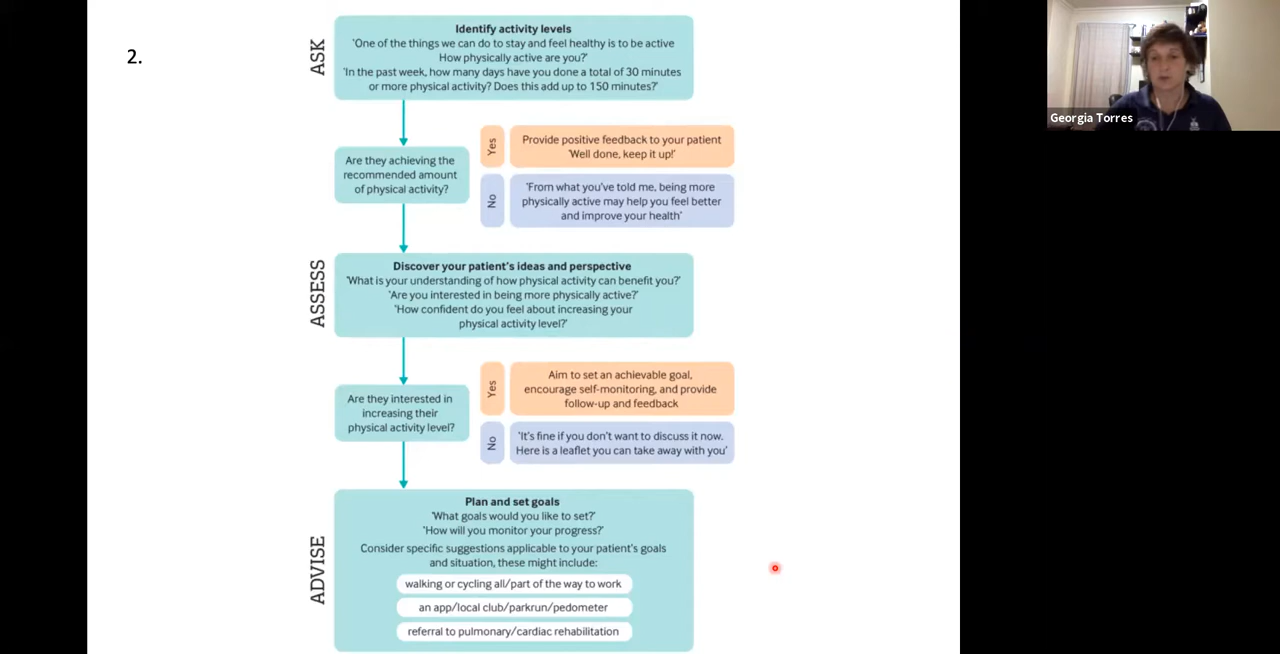 2.
ASK
Identify activity levels
'One of the things we can do to stay and feel healthy is to be active
How physically active are you?'
'In the past week, how many days have you done a total of 30 minutes
or more physical activity? Does this add up to 150 minutes?'
Are they achieving the
recommended amount
of physical activity?
Yes
Provide positive feedback to your patient
'Well done, keep it up!'
No
'From what you've told me, being more
physically active may help you feel better
and improve your health'
ASSESS
Discover your patient's ideas and perspective
'What is your understanding of how physical activity can benefit you?'
'Are you interested in being more physically active?'
'How confident do you feel about increasing your
physical activity level?'
Are they interested in
increasing their
physical activity level?
Yes
Aim to set an achievable goal,
encourage self-monitoring, and provide
follow-up and feedback
No
'It's fine if you don't want to discuss it now.
Here is a leaflet you can take away with you'
ADVISE
Plan and set goals
'What goals would you like to set?'
'How will you monitor your progress?'
Consider specific suggestions applicable to your patient's goals
and situation, these might include:
walking or cycling all/part of the way to work
an app/local club/parkrun/pedometer
referral to pulmonary/cardiac rehabilitation
Georgia Torres